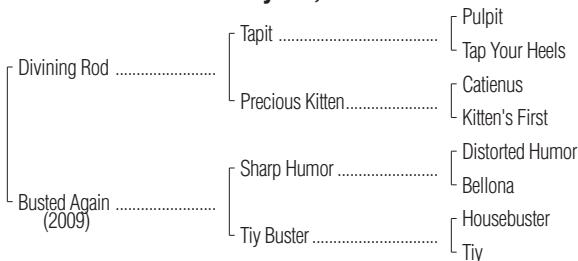 Divining Rod .......................
Tapit .....................................
Pulpit
Tap Your Heels
Precious Kitten.....................
Catienus
Kitten's First
Busted Again .......................
(2009)
Sharp Humor .......................
Distorted Humor
Bellona
Tiy Buster.............................
Housebuster
Tiy